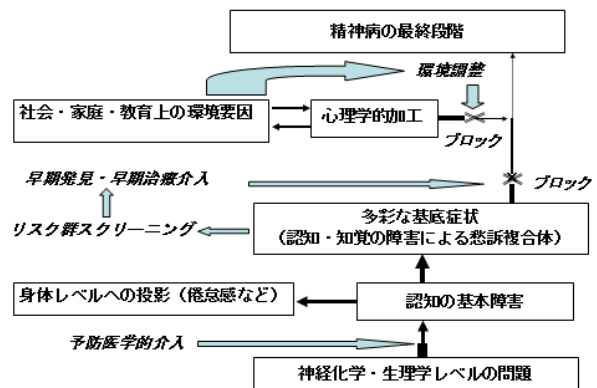 精神病の最終段階
環境調整
社会・家庭・教育上の環境要因
心理学的加工
ブロック
早期発見・早期治療介入
ブロック
多彩な基底症状
(認知・知覚の障害による愁訴複合体)
リスク群スクリーニング
身体レベルへの投影(倦怠感など)
認知の基本障害
予防医学的介入
神経化学・生理学レベルの問題